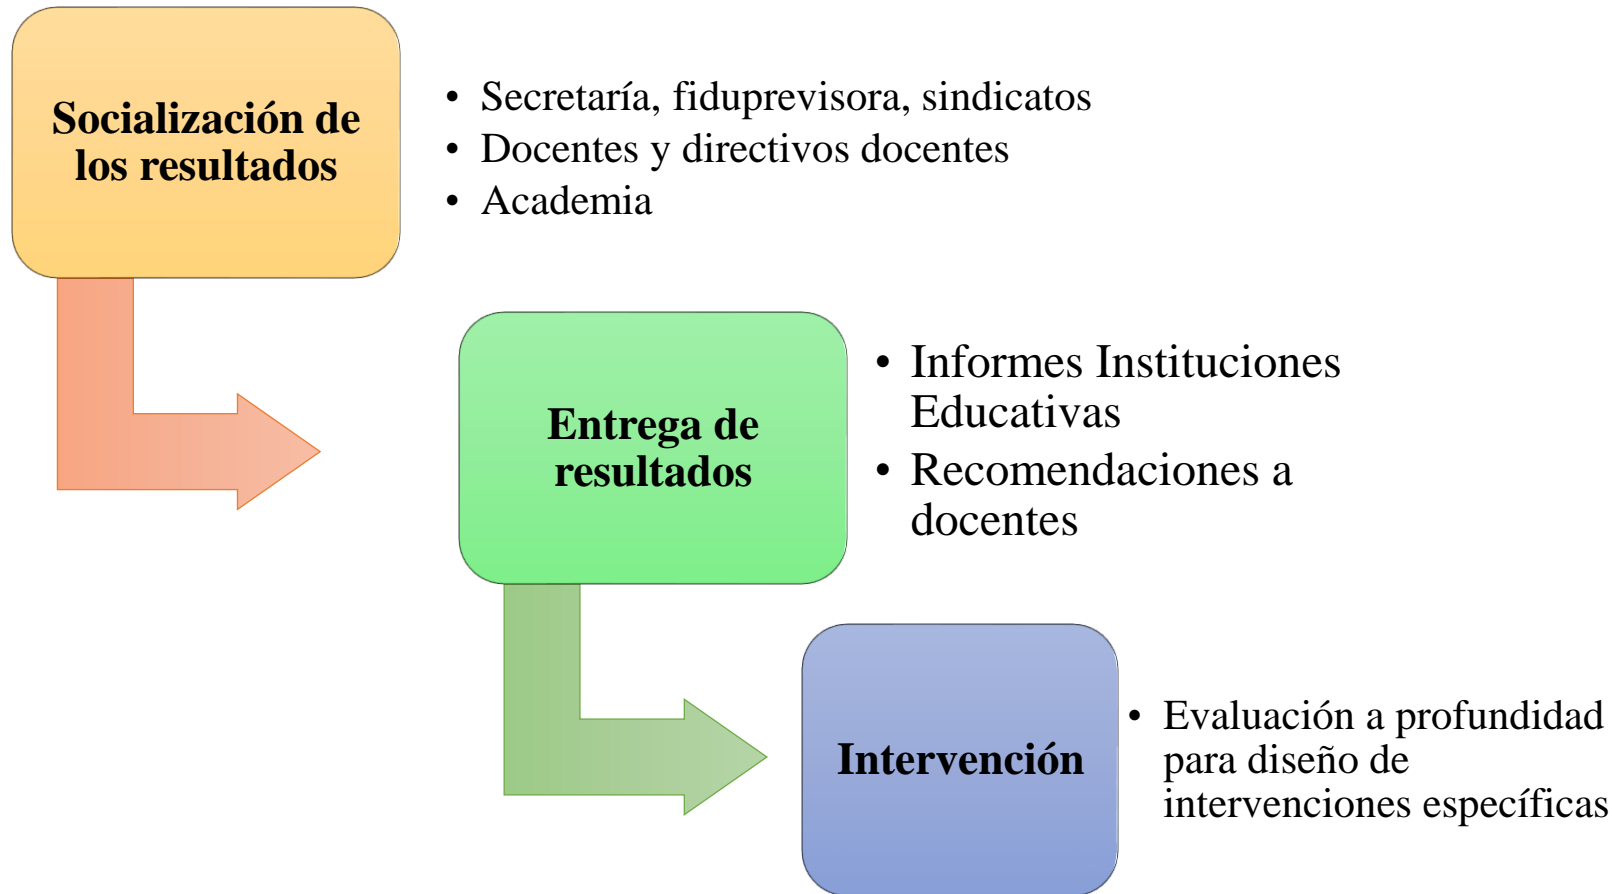 Socialización de
los resultados
• Secretaría, fiduprevisora, sindicatos
• Docentes y directivos docentes
• Academia
Entrega de
resultados
• Informes Instituciones
Educativas
• Recomendaciones a
docentes
Intervención
• Evaluación a profundidad
para diseño de
intervenciones específicas